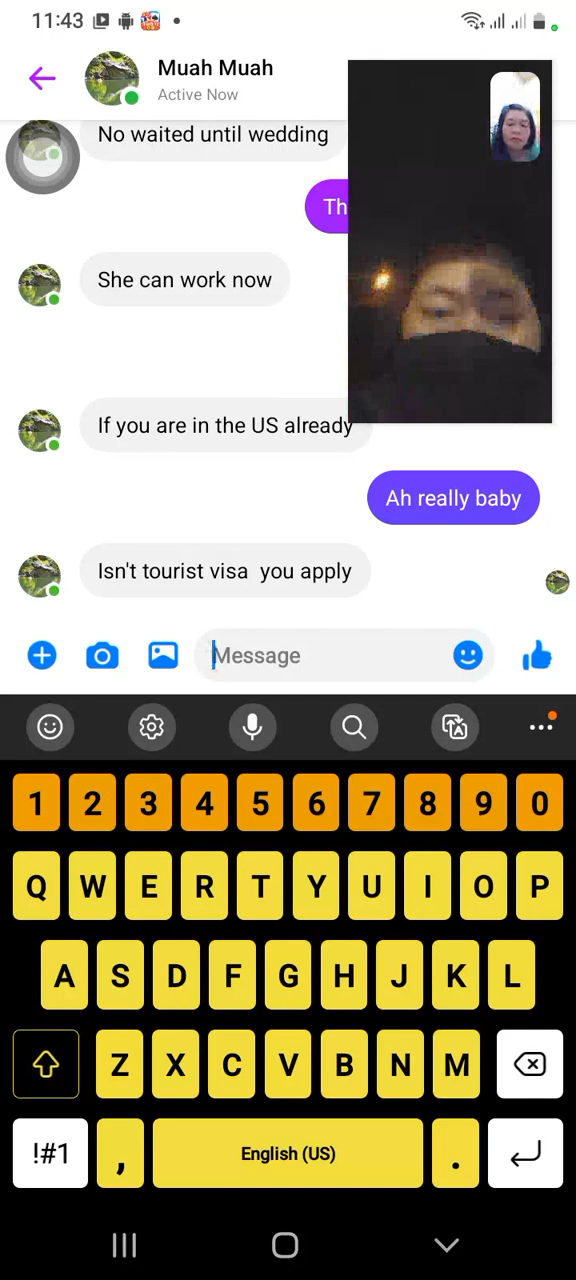 11:43
Muah Muah
Active Now
No waited until wedding
Th
She can work now
If you are in the US already
Ah really baby
Isn't tourist visa  you apply
Message
1 2 3 4 5 6 7 8 9 0
Q W E R T Y U I O P
A S D F G H J K L
Z X C V B N M
!#1 , English (US) .